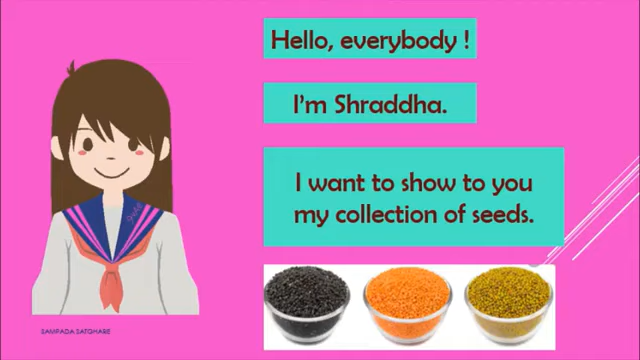 Hello, everybody !
I'm Shraddha.
I want to show to you
my collection of seeds.
SAMPADA SATGHARE